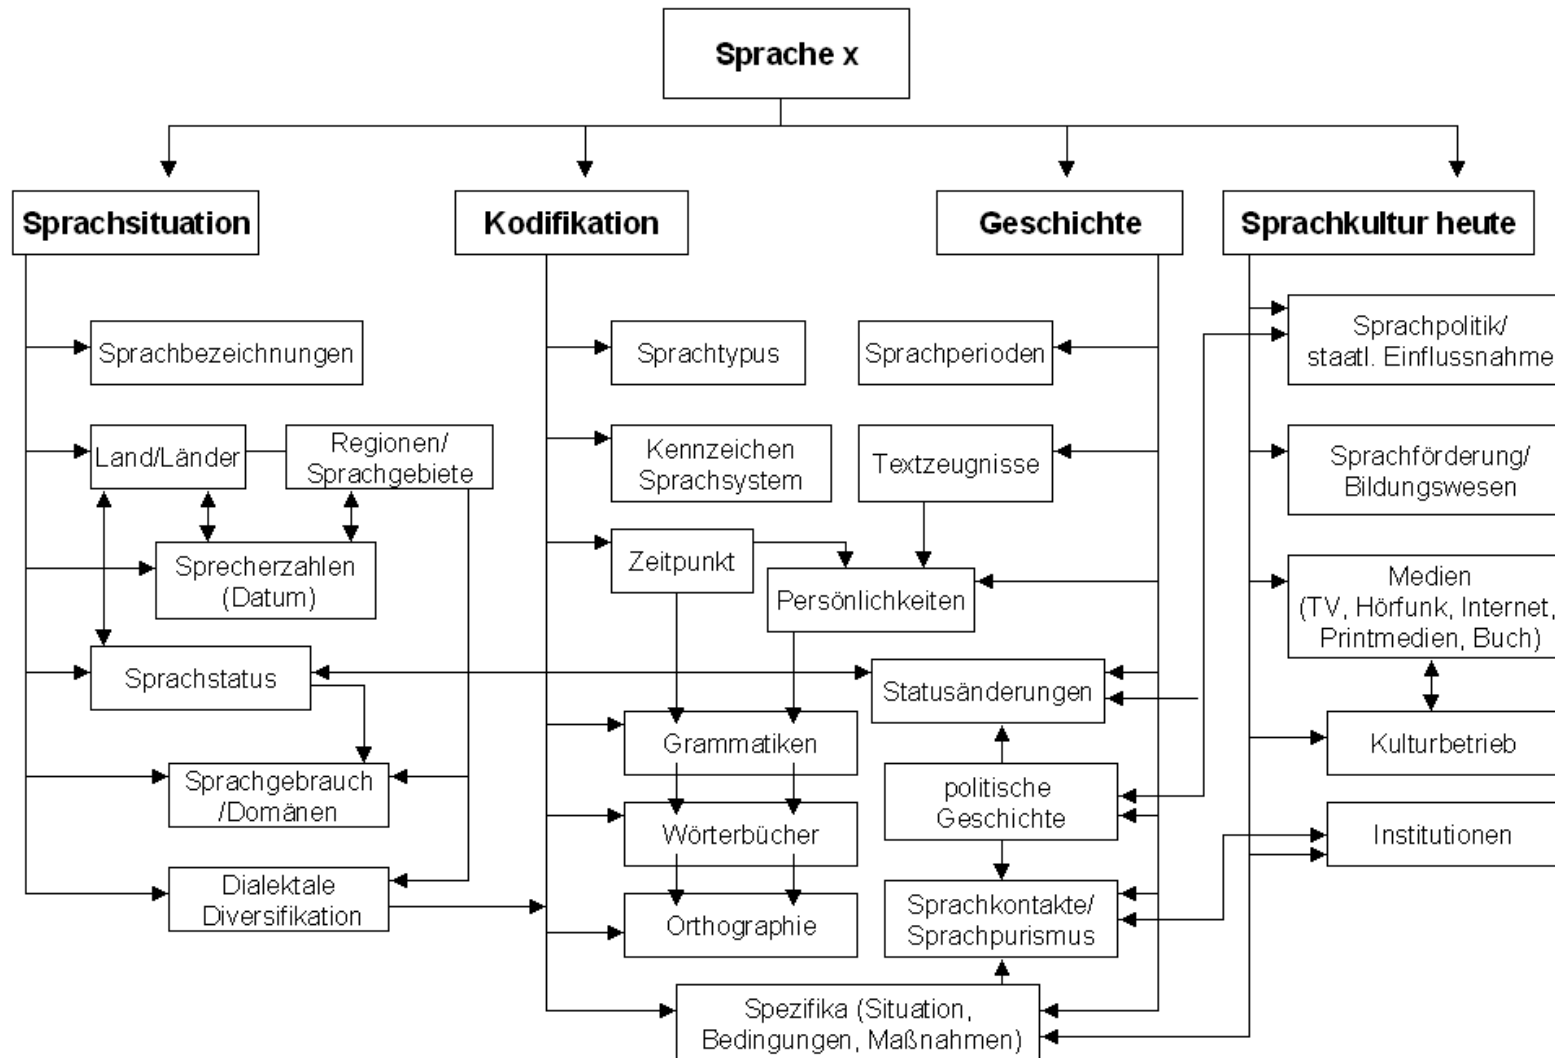 Sprache x
Sprachsituation
Kodifikation
Geschichte
Sprachkultur heute
Sprachbezeichnungen
Land/Länder
Regionen/
Sprachgebiete
Sprecherzahlen
(Datum)
Sprachstatus
Sprachgebrauch
/Domänen
Dialektale
Diversifikation
Sprachtypus
Kennzeichen
Sprachsystem
Zeitpunkt
Persönlichkeiten
Grammatiken
Wörterbücher
Orthographie
Spezifika (Situation,
Bedingungen, Maßnahmen)
Sprachperioden
Textzeugnisse
Statusänderungen
politische
Geschichte
Sprachkontakte/
Sprachpurismus
Sprachpolitik/
staatl. Einflussnahme
Sprachförderung/
Bildungswesen
Medien
(TV, Hörfunk, Internet,
Printmedien, Buch)
Kulturbetrieb
Institutionen